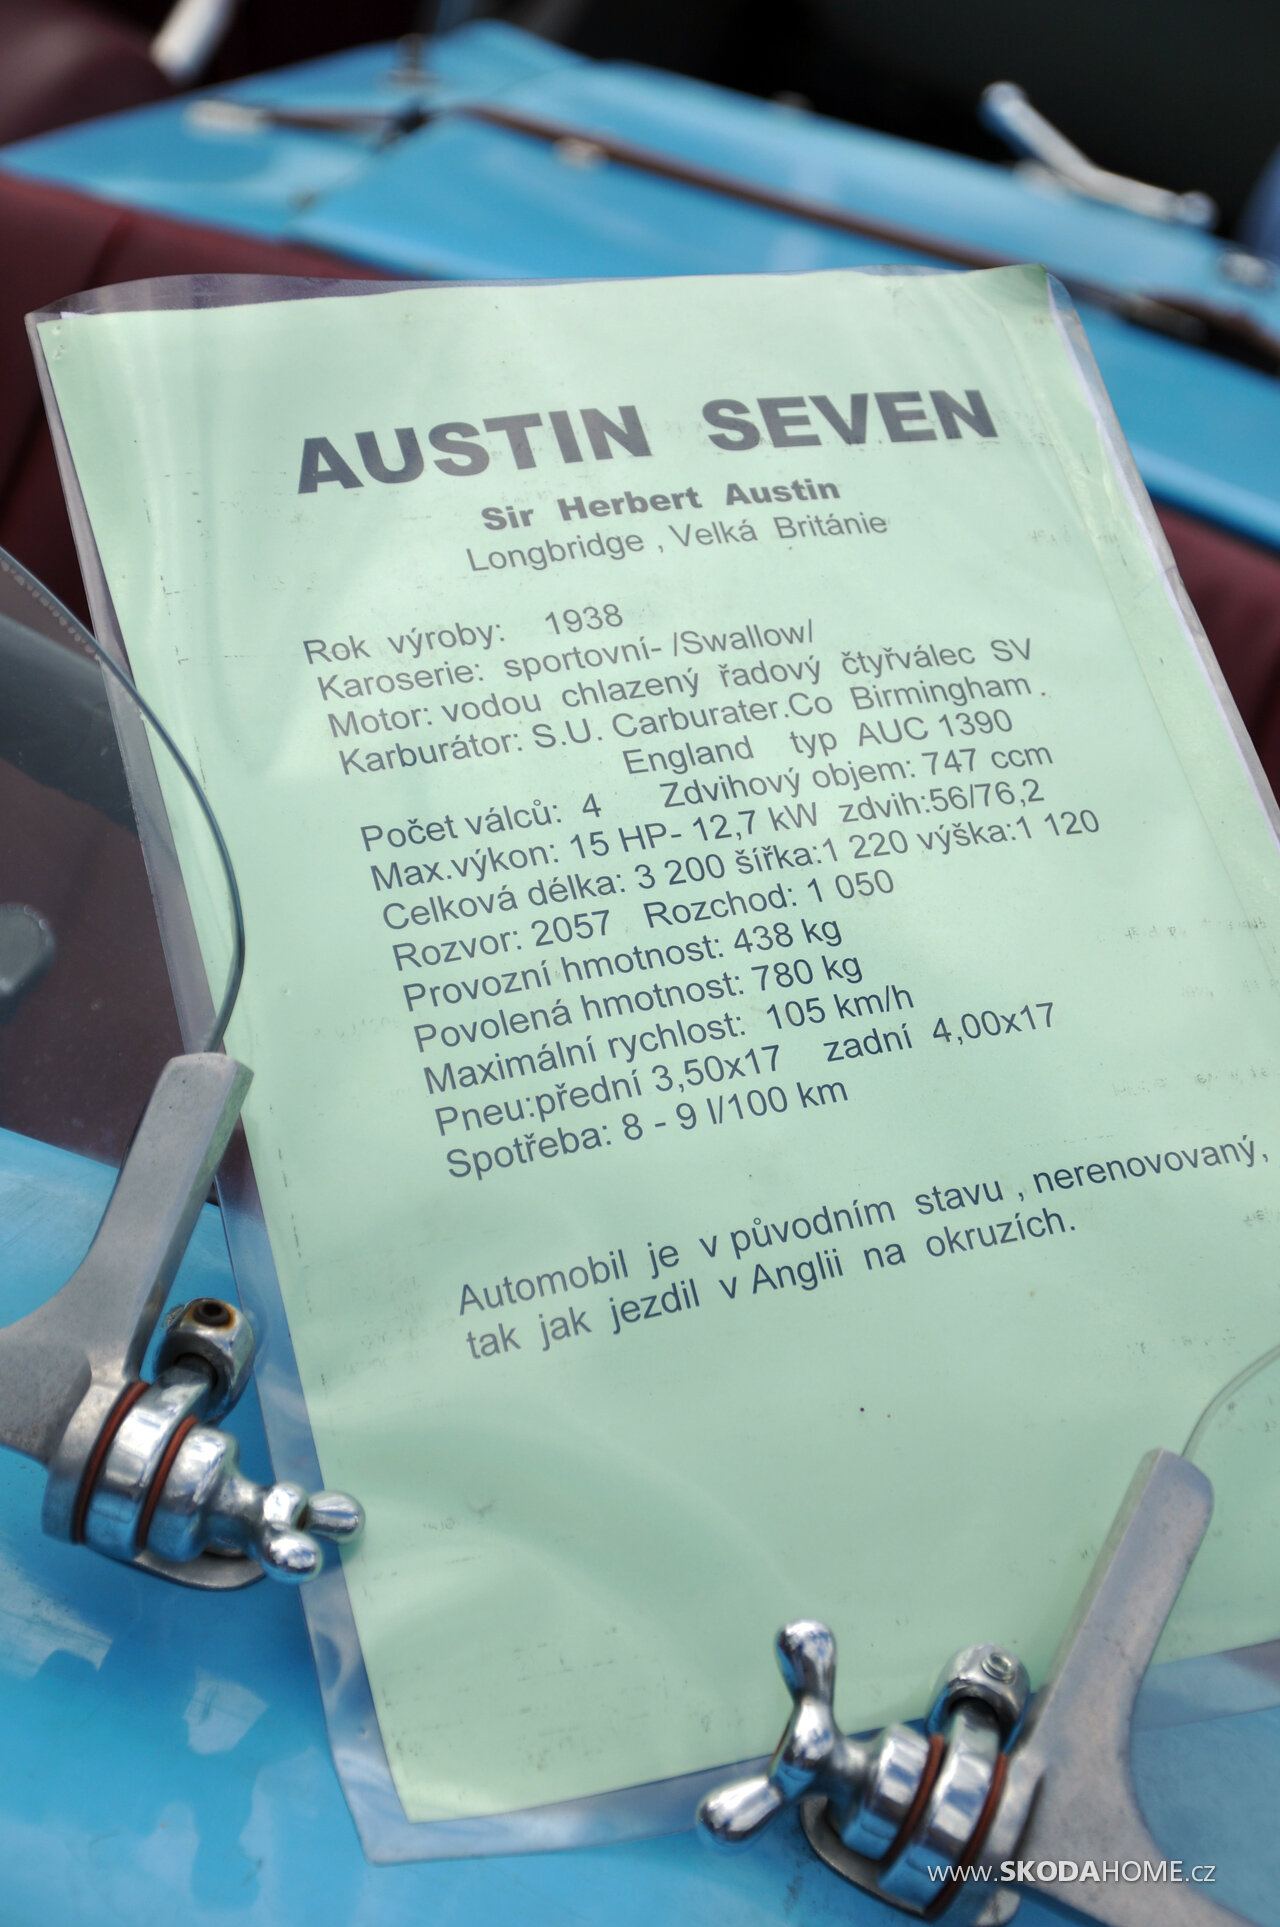 AUSTIN SEVEN
Sir Herbert Austin
Longbridge , Velká Británie
Rok výroby: 1938
Karoserie: sportovní- /Swallow/
Motor: vodou chlazený řadový čtyřválec SV
Karburátor: S.U. Carburater.Co Birmingham .
England typ AUC 1390
Počet válců: 4 Zdvihový objem: 747 ccm
Max.výkon: 15 HP- 12,7 kW zdvih:56/76,2
Celková délka: 3 200 šířka:1 220 výška:1 120
Rozvor: 2057 Rozchod: 1 050
Provozní hmotnost: 438 kg
Povolená hmotnost: 780 kg
Maximální rychlost: 105 km/h
Pneu:přední 3,50x17 zadní 4,00x17
Spotřeba: 8 - 9 l/100 km
Automobil je v původním stavu , nerenovovaný,
tak jak jezdil v Anglii na okruzích.
www.SKODAHOME.cz